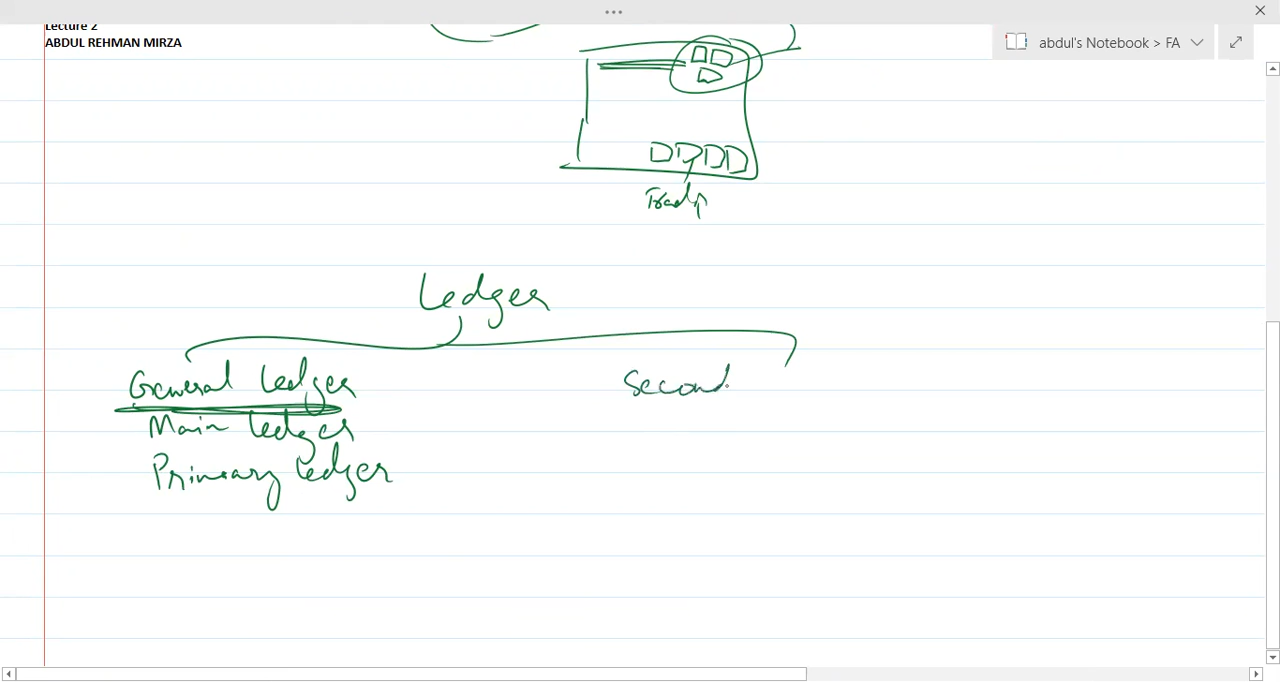 Lecture 2
ABDUL REHMAN MIRZA
abdul's Notebook > FA
Ledger
General Ledger
Second
Main Ledger
Primary Ledger